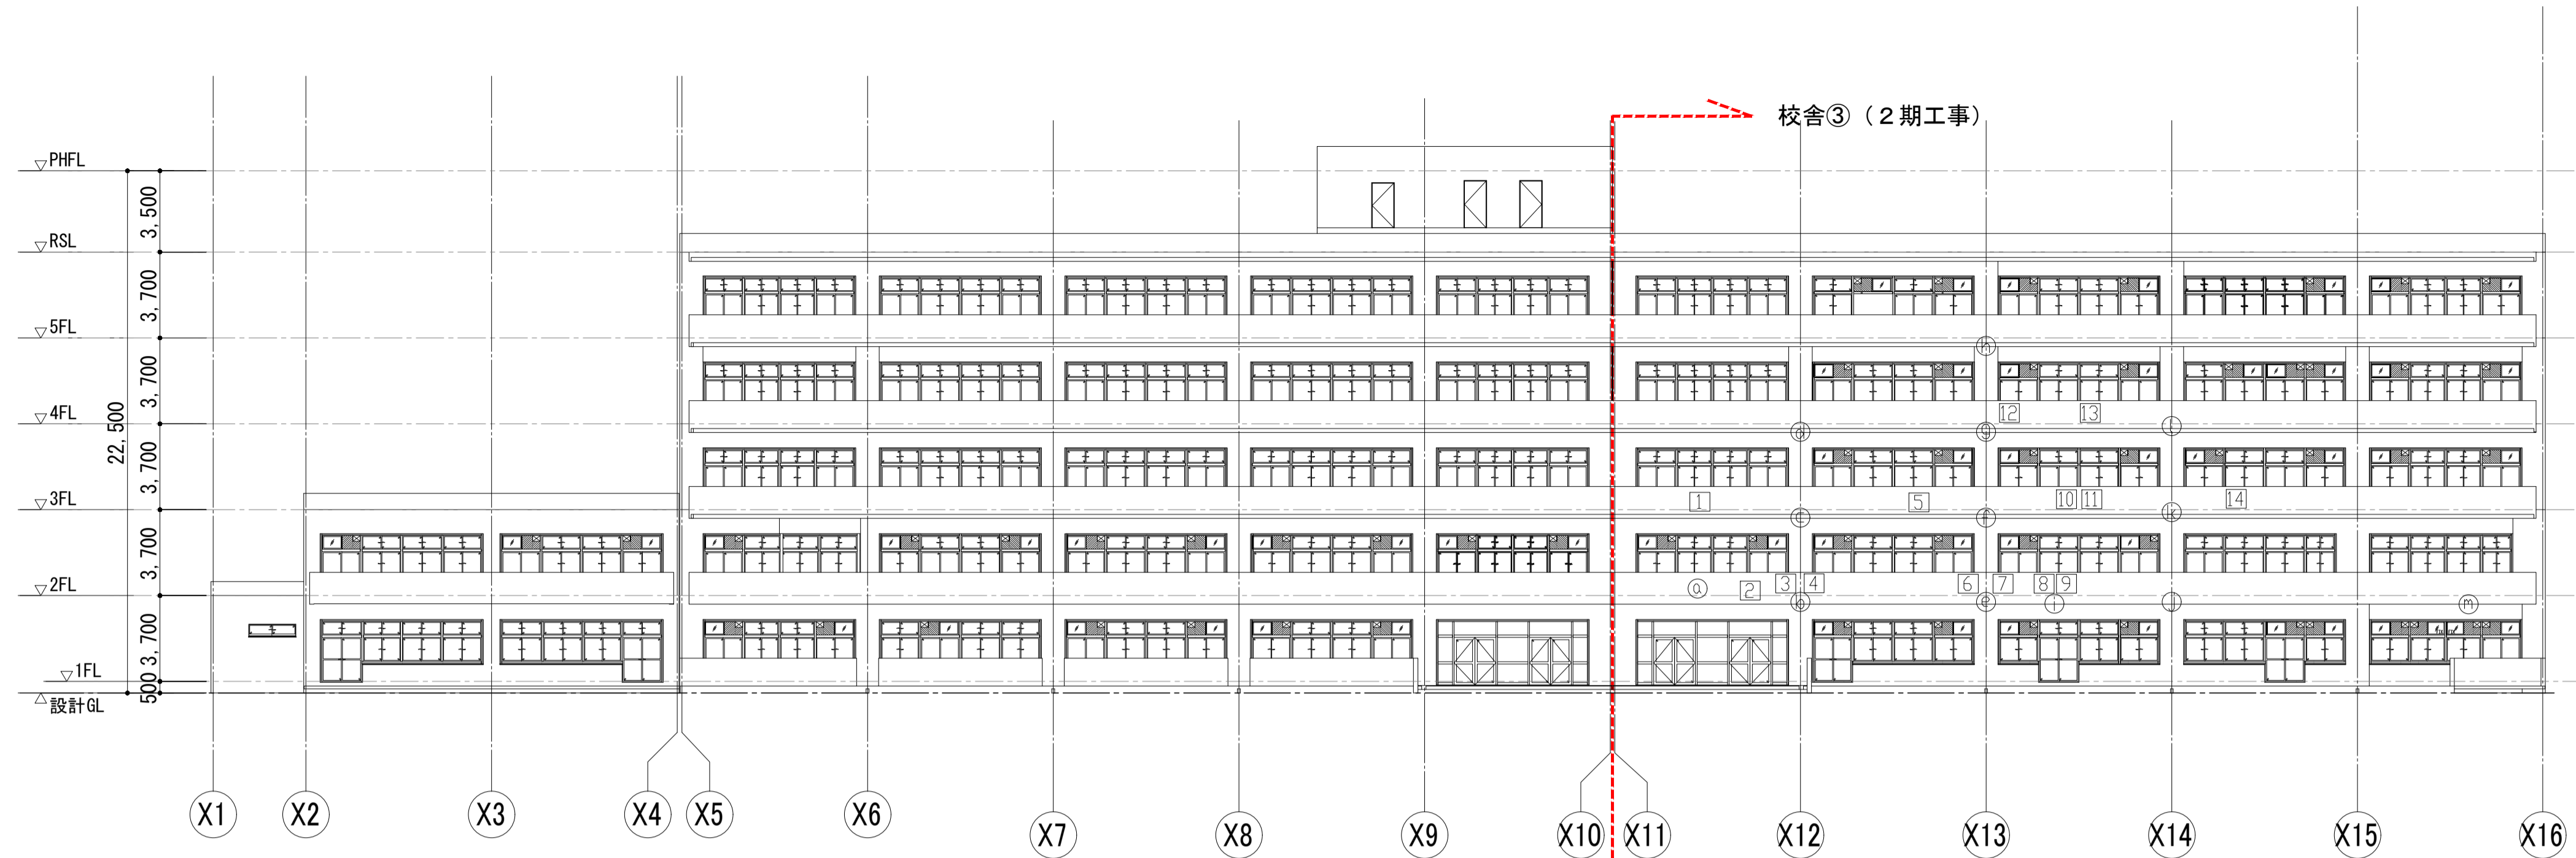 校舎③（２期工事）
PHFL
3,500
RSL
3,700
5FL
3,700
4FL
22,500
3,700
3FL
3,700
2FL
3,700
1FL
500
設計GL
h
12
13
d
g
l
1
5
10
11
14
c
f
k
a
2
3
4
6
7
8
9
b
e
i
j
m
X1
X2
X3
X4
X5
X6
X7
X8
X9
X10
X11
X12
X13
X14
X15
X16